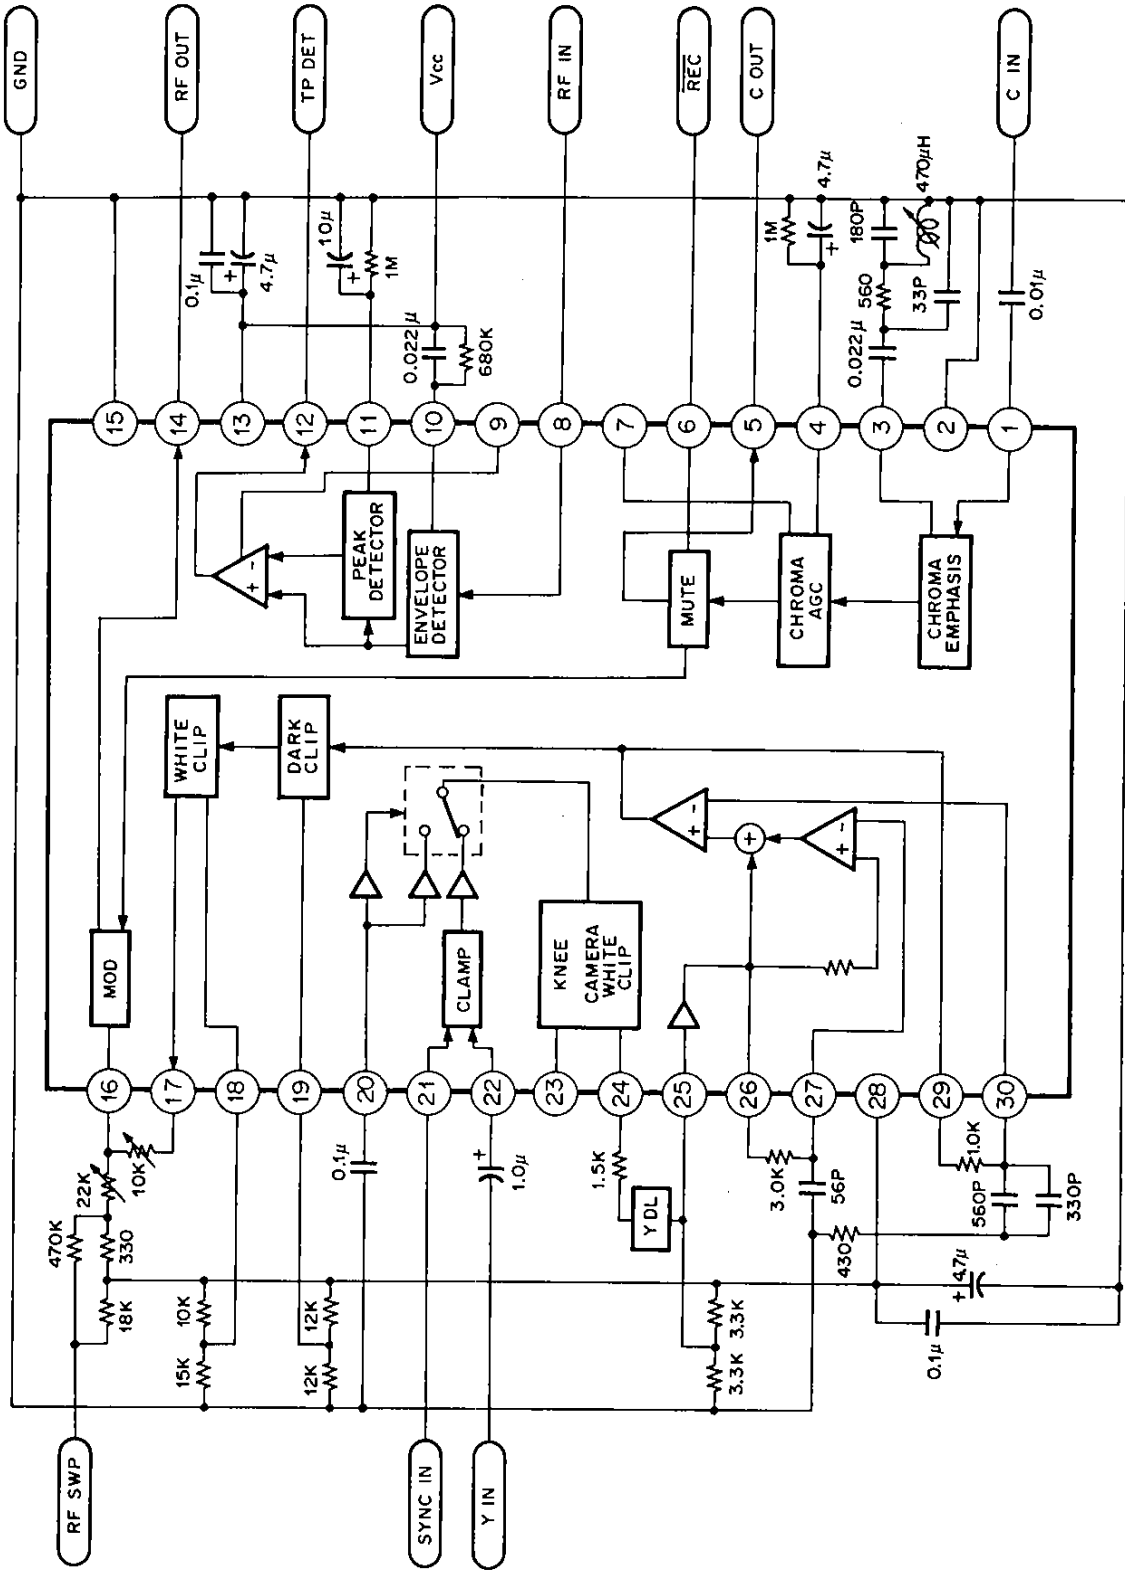 GND
RF OUT
TP DET
Vcc
RF IN
REC
C OUT
C IN
0.1μ
+
4.7μ
10μ
+
1M
0.022μ
680K
1M
4.7μ
+
180P
470μH
560
33P
0.022μ
0.01μ
15
14
13
12
11
10
9
8
7
6
5
4
3
2
1
+ -
PEAK
DETECTOR
ENVELOPE
DETECTOR
MUTE
CHROMA
AGC
CHROMA
EMPHASIS
WHITE
CLIP
DARK
CLIP
MOD
CLAMP
KNEE
CAMERA
WHITE
CLIP
+ -
+
+ -
16
17
18
19
20
21
22
23
24
25
26
27
28
29
30
10K
22K
470K
330
18K
10K
15K
12K
12K
0.1μ
+
1.0μ
1.5K
Y DL
3.0K
56P
430
3.3K
3.3K
1.0K
560P
330P
+
4.7μ
0.1μ
RF SWP
SYNC IN
Y IN